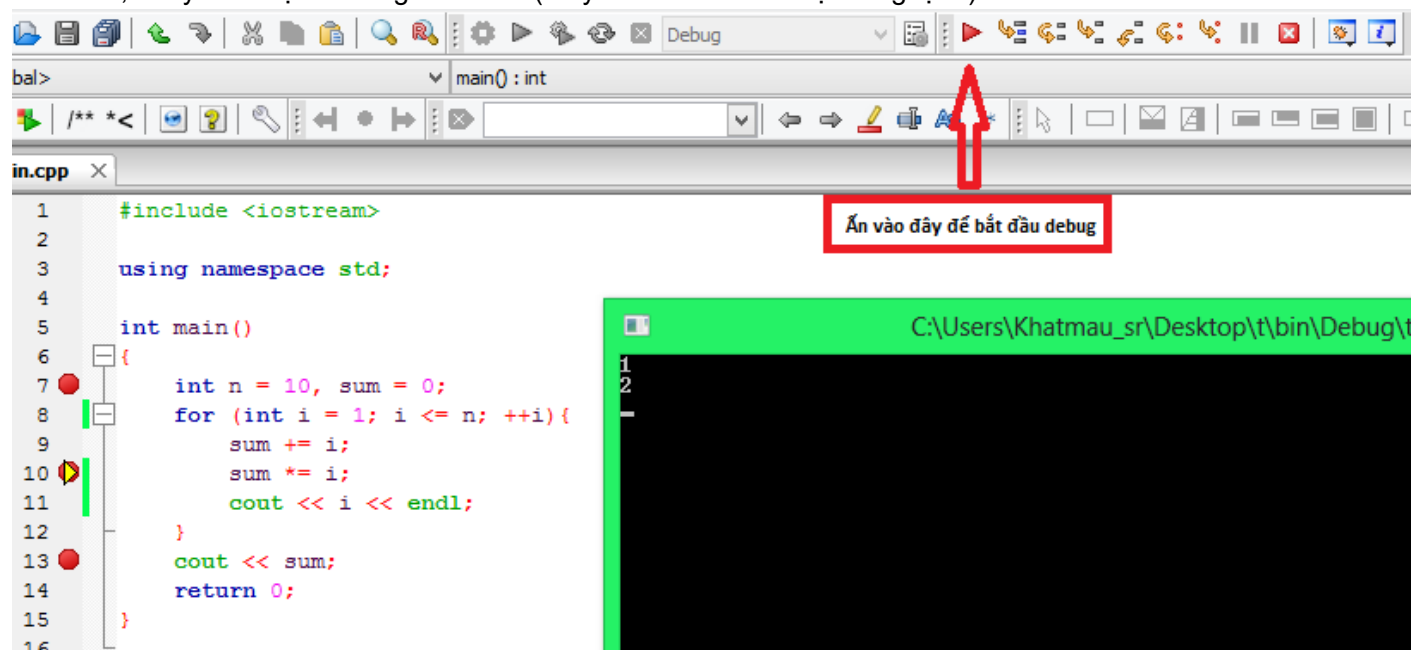 Debug
bal>
main() : int
/** *<
in.cpp
Ấn vào đây để bắt đầu debug
1 #include <iostream>
2
3 using namespace std;
4
5 int main()
6 {
7 int n = 10, sum = 0;
8 for (int i = 1; i <= n; ++i){
9 sum += i;
10 sum *= i;
11 cout << i << endl;
12 }
13 cout << sum;
14 return 0;
15 }
16
C:\Users\Khatmau_sr\Desktop\t\bin\Debug\t
1
2